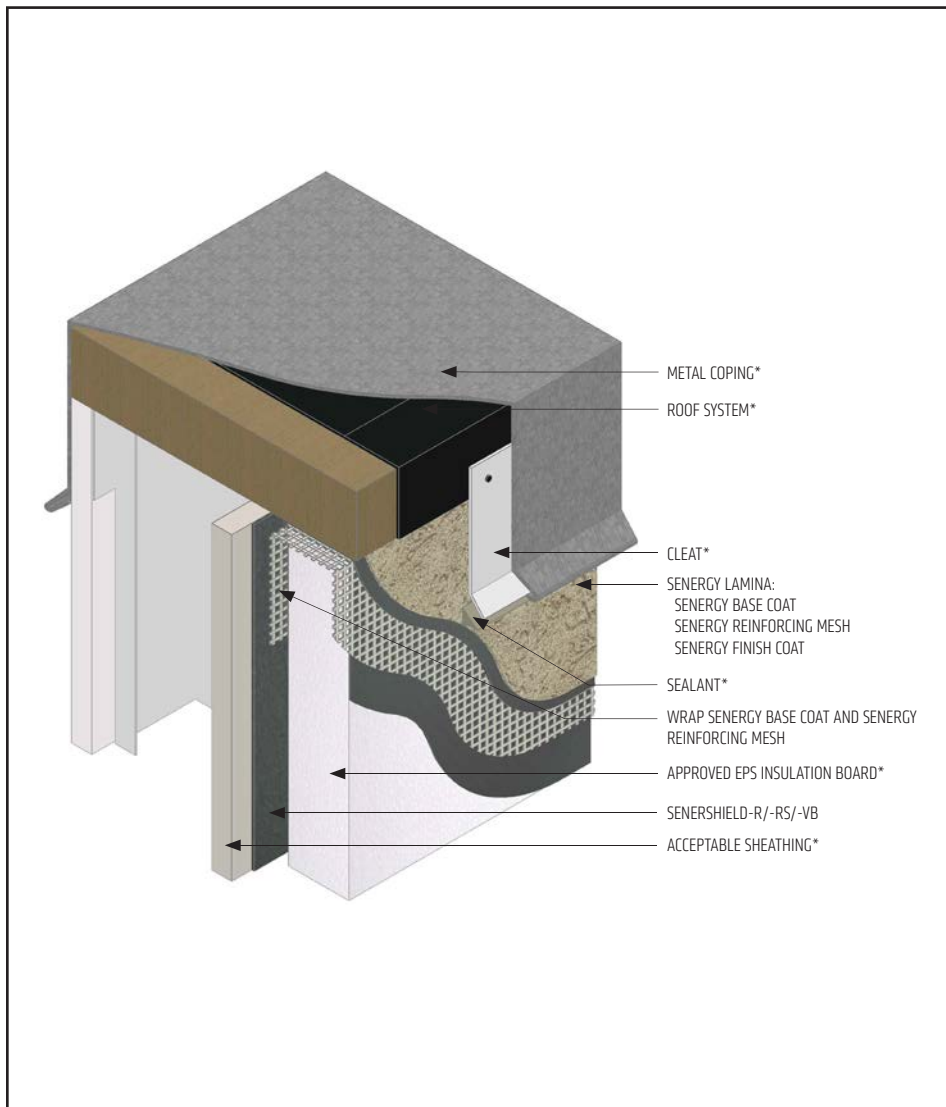 METAL COPING*
ROOF SYSTEM*
CLEAT*
SENERGY LAMINA:
SENERGY BASE COAT
SENERGY REINFORCING MESH
SENERGY FINISH COAT
SEALANT*
WRAP SENERGY BASE COAT AND SENERGY
REINFORCING MESH
APPROVED EPS INSULATION BOARD*
SENERSHIELD-R/-RS/-VB
ACCEPTABLE SHEATHING*